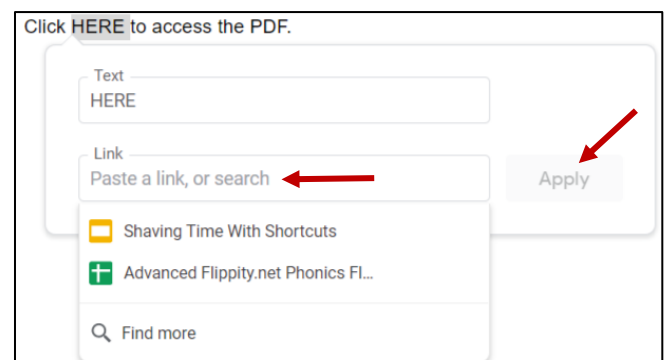 Click HERE to access the PDF.
Text
HERE
Link
Paste a link, or search
Apply
Shaving Time With Shortcuts
Advanced Flippity.net Phonics Fl...
Find more